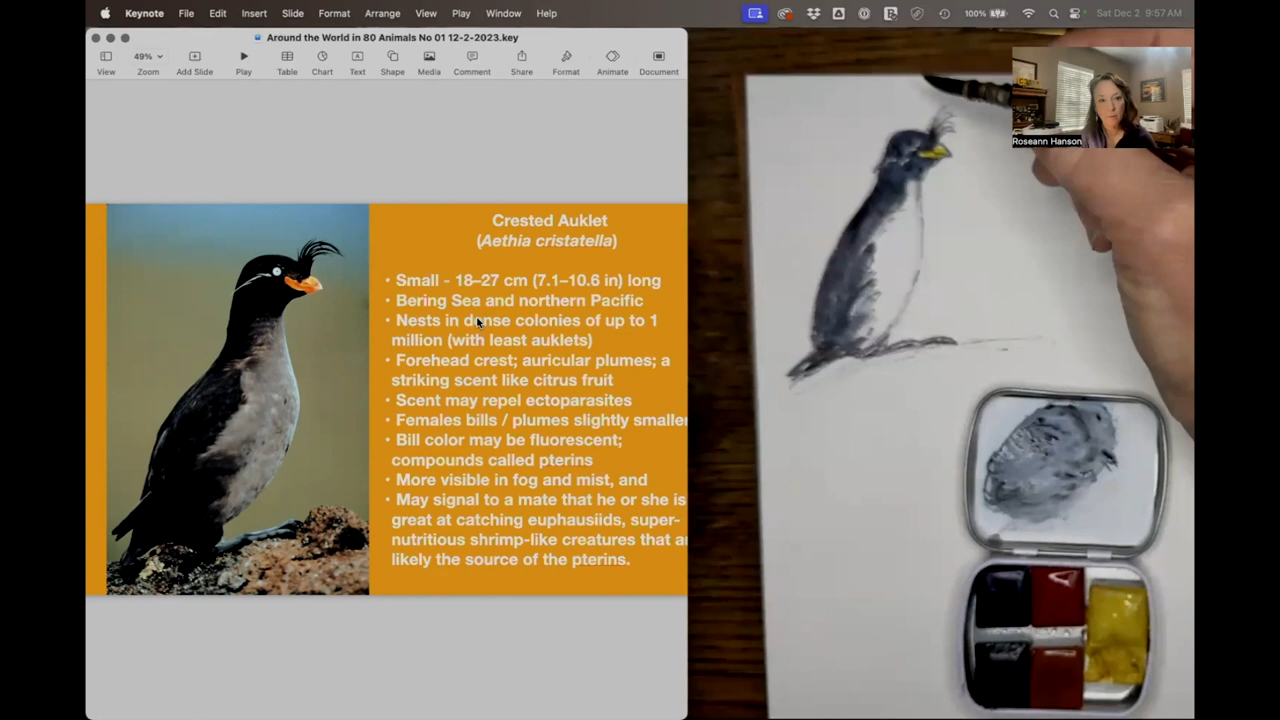 Keynote File Edit Insert Slide Format Arrange View Play Window Help 100% Sat Dec 2 9:57 AM
Around the World in 80 Animals No 01 12-2-2023.key
49%
View Zoom Add Slide Play Table Chart Text Shape Media Comment Share Format Animate Document
Roseann Hanson
Crested Auklet
(Aethia cristatella)
• Small - 18–27 cm (7.1–10.6 in) long
• Bering Sea and northern Pacific
• Nests in dense colonies of up to 1
million (with least auklets)
• Forehead crest; auricular plumes; a
striking scent like citrus fruit
• Scent may repel ectoparasites
• Females bills / plumes slightly smaller
• Bill color may be fluorescent;
compounds called pterins
• More visible in fog and mist, and
• May signal to a mate that he or she is
great at catching euphausiids, super-
nutritious shrimp-like creatures that
likely the source of the pterins.